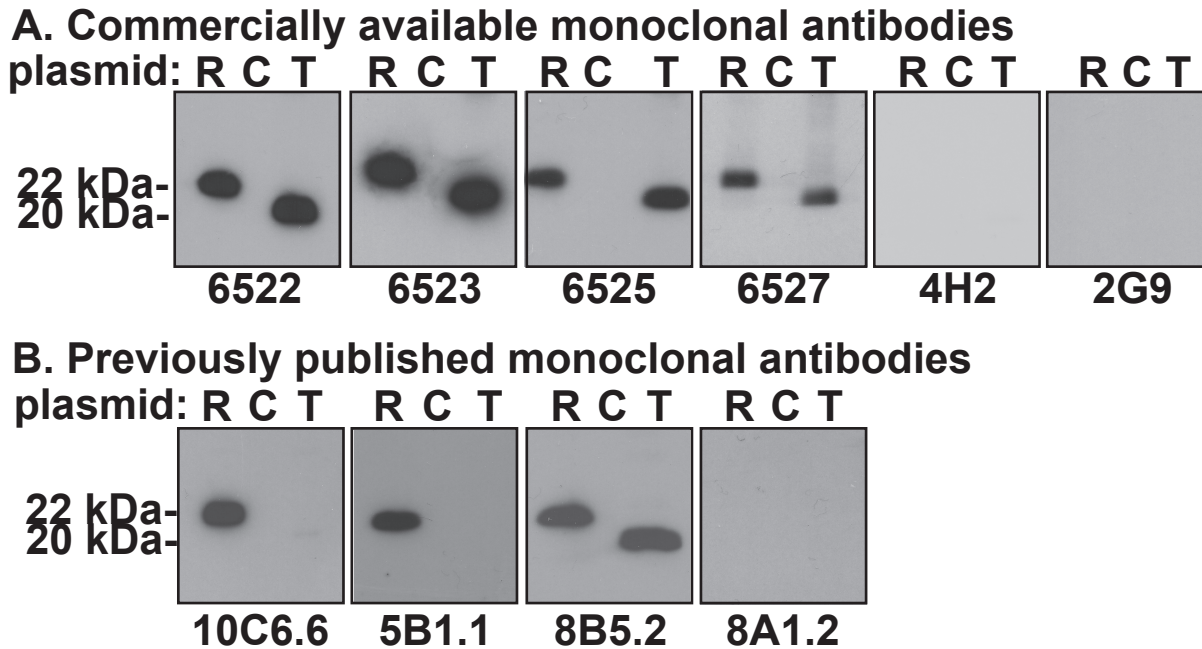 A. Commercially available monoclonal antibodies
plasmid: R C T R C T R C T R C T R C T R C T
22 kDa-
20 kDa-
6522 6523 6525 6527 4H2 2G9
B. Previously published monoclonal antibodies
plasmid: R C T R C T R C T R C T
22 kDa-
20 kDa-
10C6.6 5B1.1 8B5.2 8A1.2